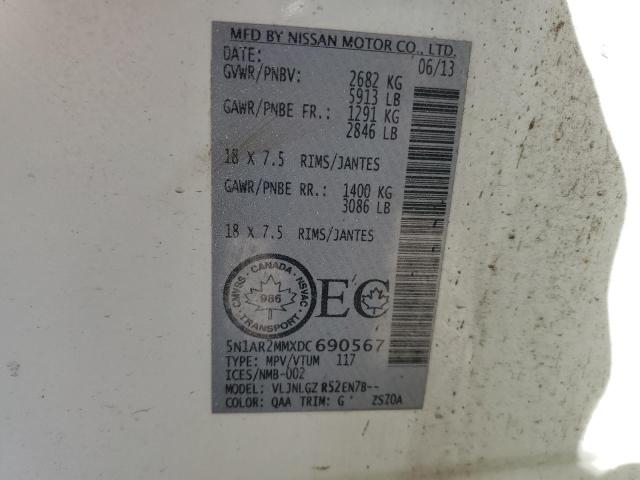 MFD BY NISSAN MOTOR CO., LTD.
DATE: 06/13
GVWR/PNBV: 2682 KG
5913 LB
GAWR/PNBE FR.: 1291 KG
2846 LB
18 X 7.5 RIMS/JANTES
GAWR/PNBE RR.: 1400 KG
3086 LB
18 X 7.5 RIMS/JANTES
CMVSS - CANADA - NSVAC
986
TRANSPORT
EC
5N1AR2MMXDC690567
TYPE: MPV/VTUM 117
ICES/NMB-002
MODEL: VLJNLGZ R52EN7B--
COLOR: QAA TRIM: G ZSZ0A